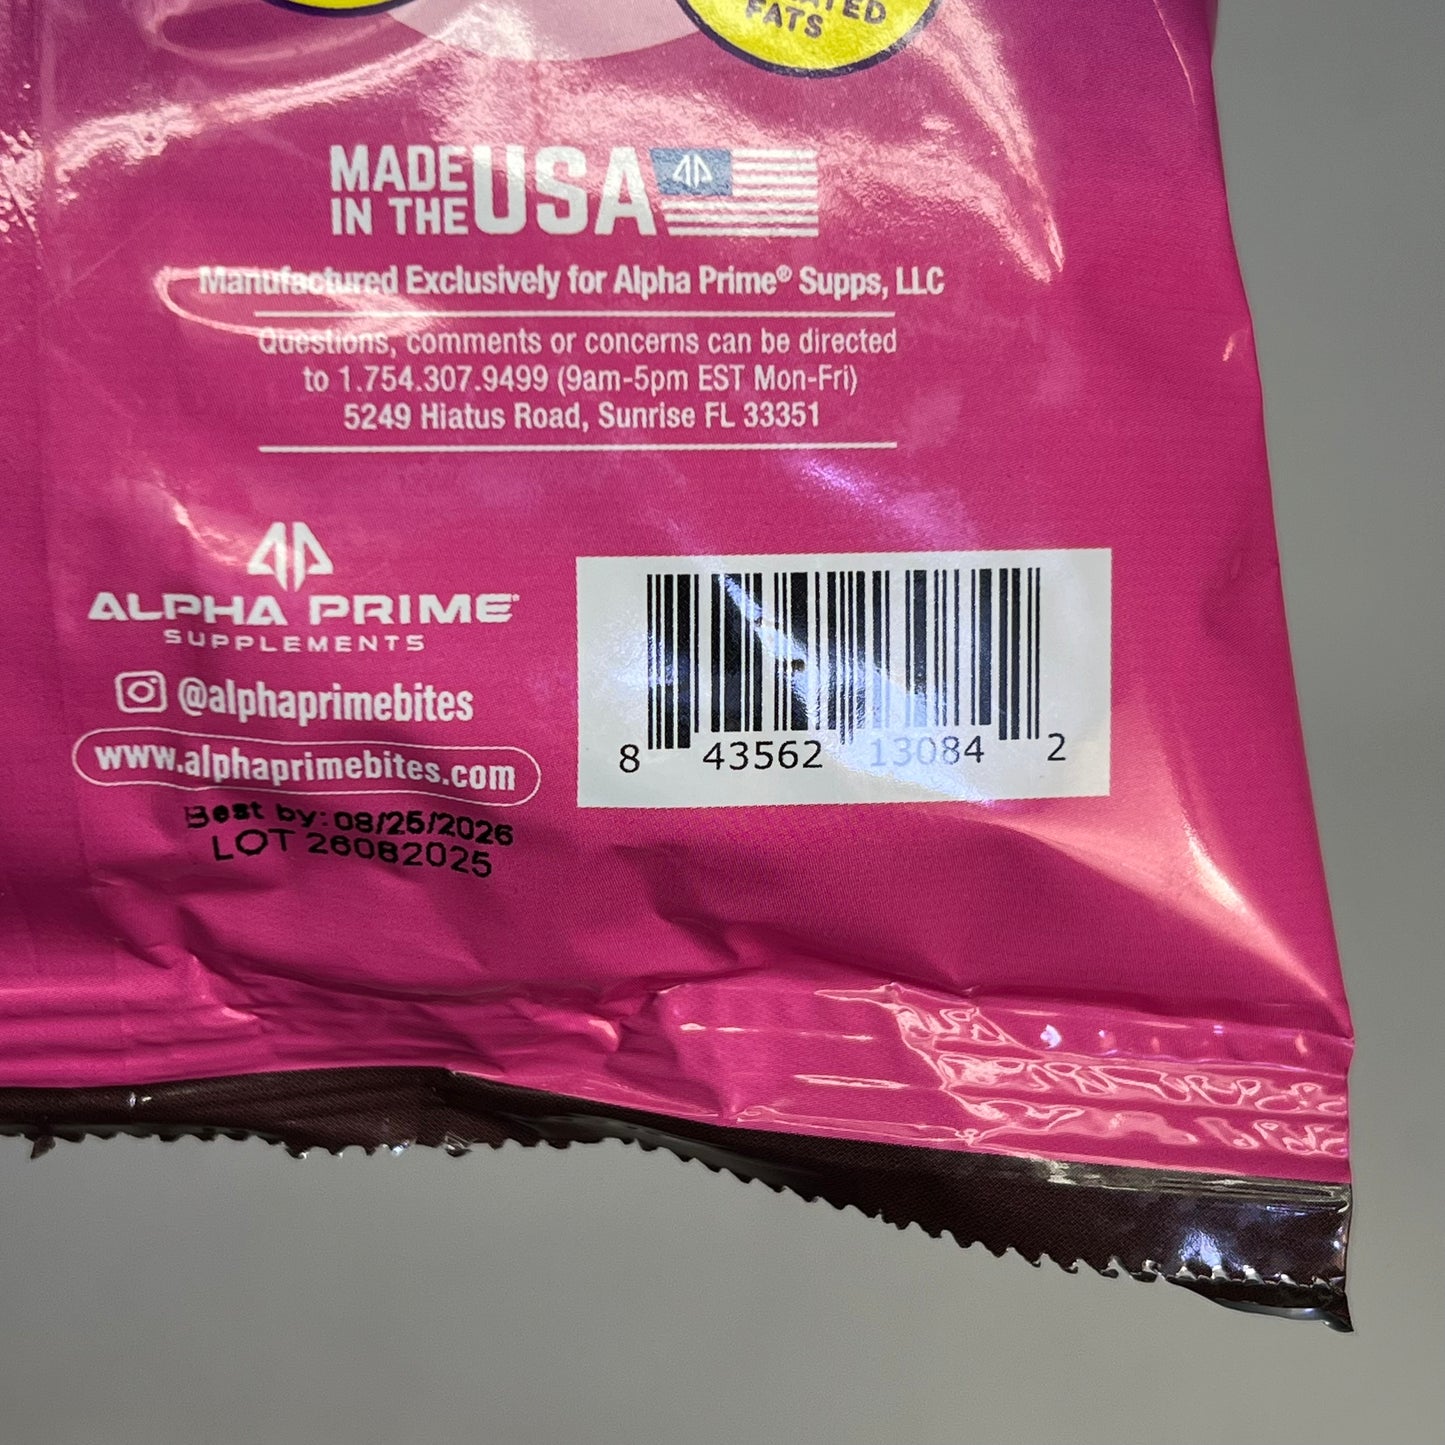 ATED
FATS
MADE
IN THE
USA
Manufactured Exclusively for Alpha Prime® Supps, LLC
Questions, comments or concerns can be directed
to 1.754.307.9499 (9am-5pm EST Mon-Fri)
5249 Hiatus Road, Sunrise FL 33351
ALPHA PRIME
SUPPLEMENTS
@alphaprimebites
www.alphaprimebites.com
Best by: 08/25/2026
LOT 26082025
8 43562 13084 2